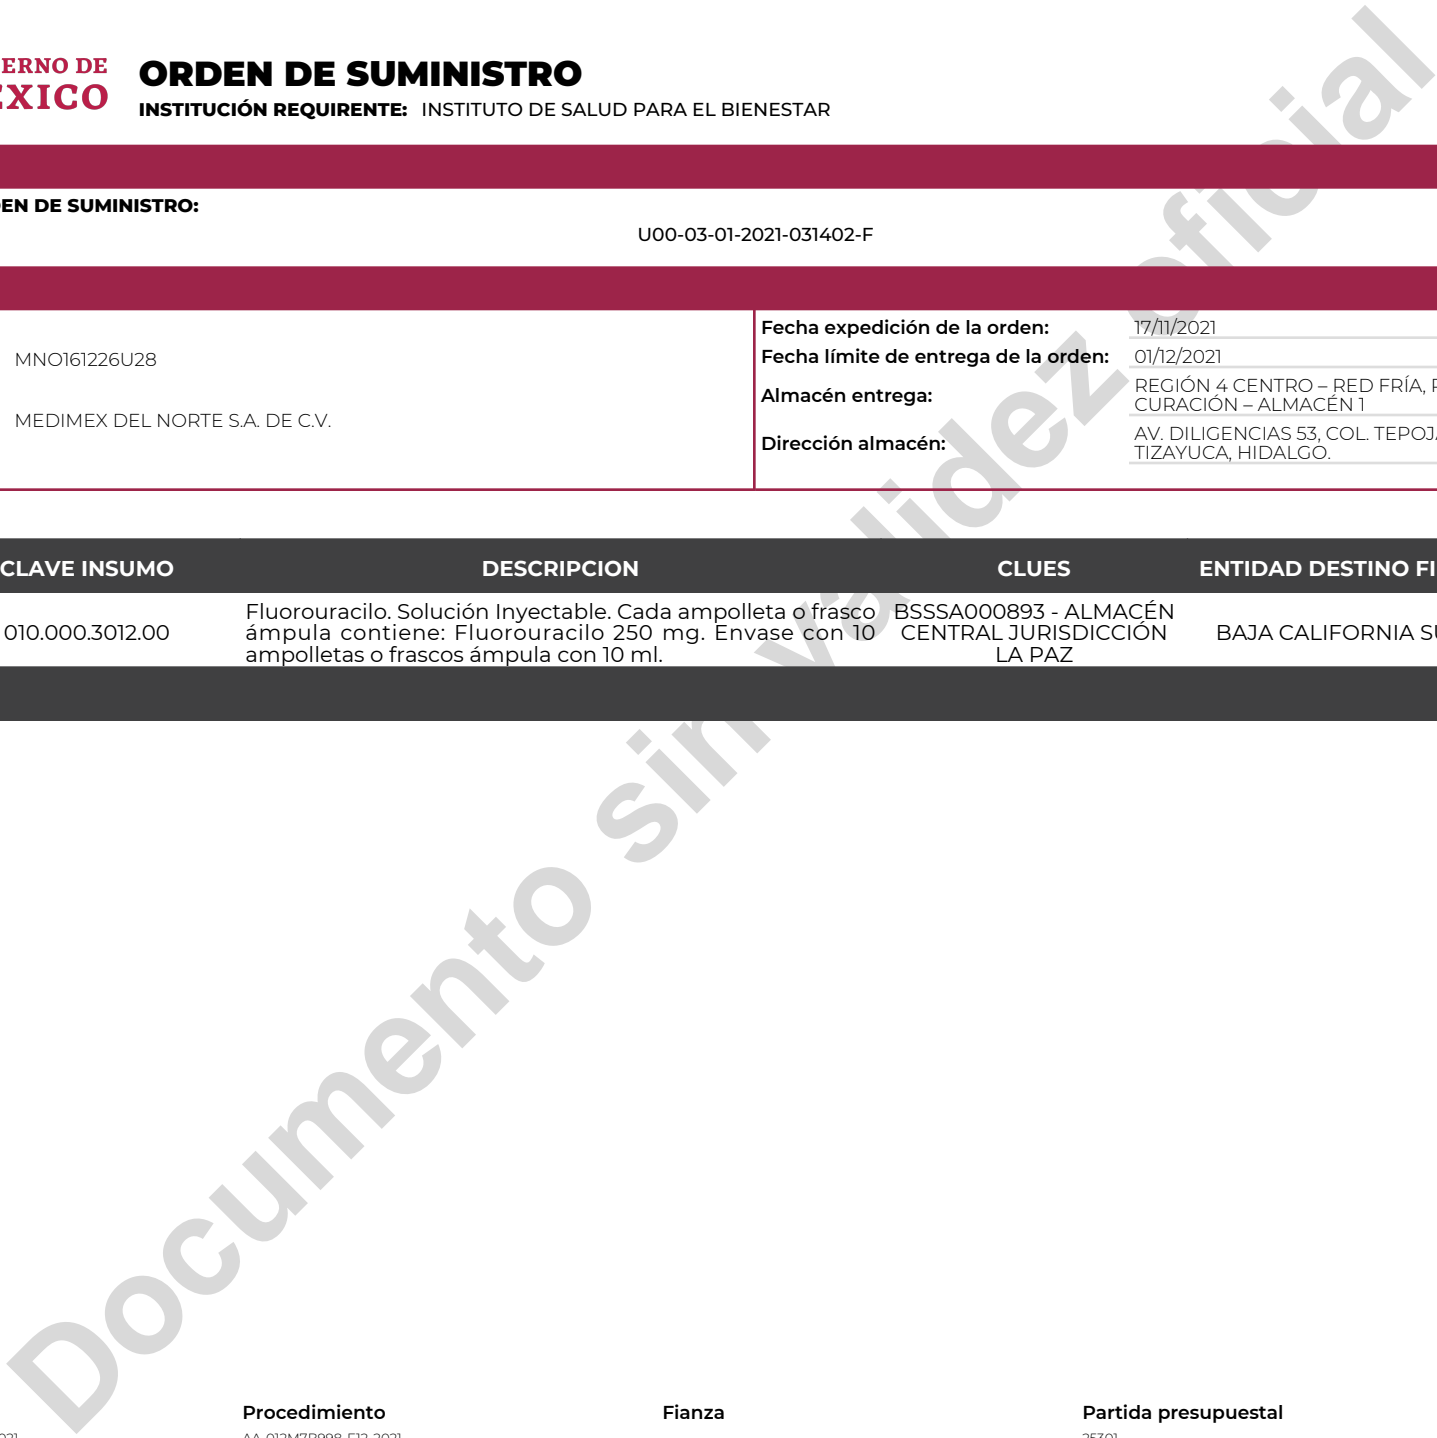 ERNO DE
ÉXICO
ORDEN DE SUMINISTRO
INSTITUCIÓN REQUIRENTE: INSTITUTO DE SALUD PARA EL BIENESTAR
EN DE SUMINISTRO:
U00-03-01-2021-031402-F
MNO161226U28
MEDIMEX DEL NORTE S.A. DE C.V.
Fecha expedición de la orden: 17/11/2021
Fecha límite de entrega de la orden: 01/12/2021
Almacén entrega: REGIÓN 4 CENTRO – RED FRÍA,
CURACIÓN – ALMACÉN 1
Dirección almacén: AV. DILIGENCIAS 53, COL. TEPOJA
TIZAYUCA, HIDALGO.
CLAVE INSUMO DESCRIPCION CLUES ENTIDAD DESTINO FI
010.000.3012.00
Fluorouracilo. Solución Inyectable. Cada ampolleta o frasco
ámpula contiene: Fluorouracilo 250 mg. Envase con 10
ampolletas o frascos ámpula con 10 ml.
BSSSA000893 - ALMACÉN
CENTRAL JURISDICCIÓN
LA PAZ
BAJA CALIFORNIA SU
Documento sin validez oficial
Procedimiento Fianza Partida presupuestal